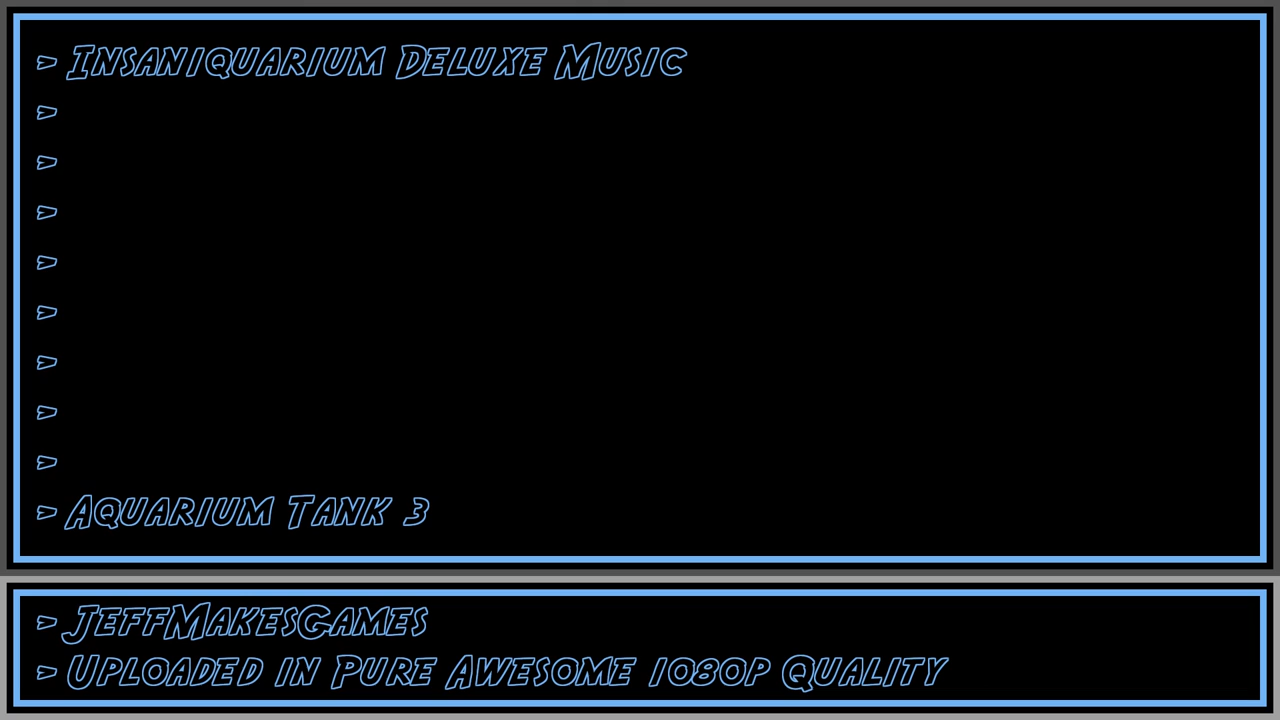 Insaniquarium Deluxe Music
Aquarium Tank 3
JeffMakesGames
Uploaded in Pure Awesome 1080p Quality